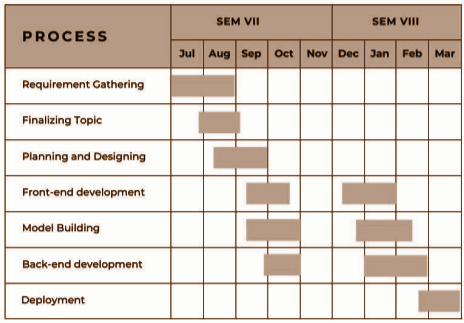 PROCESS
SEM VII SEM VIII
Jul Aug Sep Oct Nov Dec Jan Feb Mar
Requirement Gathering
Finalizing Topic
Planning and Designing
Front-end development
Model Building
Back-end development
Deployment